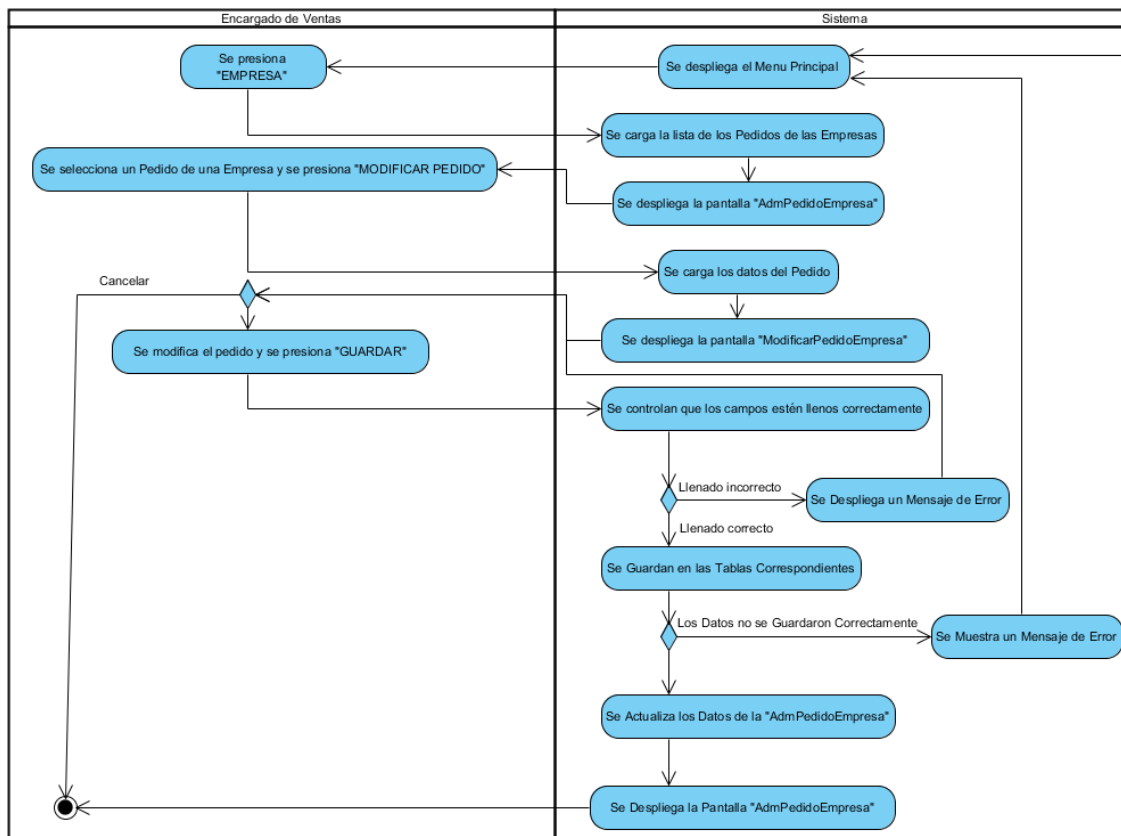 Encargado de Ventas
Sistema
Se presiona
"EMPRESA"
Se despliega el Menu Principal
Se carga la lista de los Pedidos de las Empresas
Se selecciona un Pedido de una Empresa y se presiona "MODIFICAR PEDIDO"
Se despliega la pantalla "AdmPedidoEmpresa"
Se carga los datos del Pedido
Cancelar
Se despliega la pantalla "ModificarPedidoEmpresa"
Se modifica el pedido y se presiona "GUARDAR"
Se controlan que los campos estén llenos correctamente
Llenado incorrecto
Se Despliega un Mensaje de Error
Llenado correcto
Se Guardan en las Tablas Correspondientes
Los Datos no se Guardaron Correctamente
Se Muestra un Mensaje de Error
Se Actualiza los Datos de la "AdmPedidoEmpresa"
Se Despliega la Pantalla "AdmPedidoEmpresa"